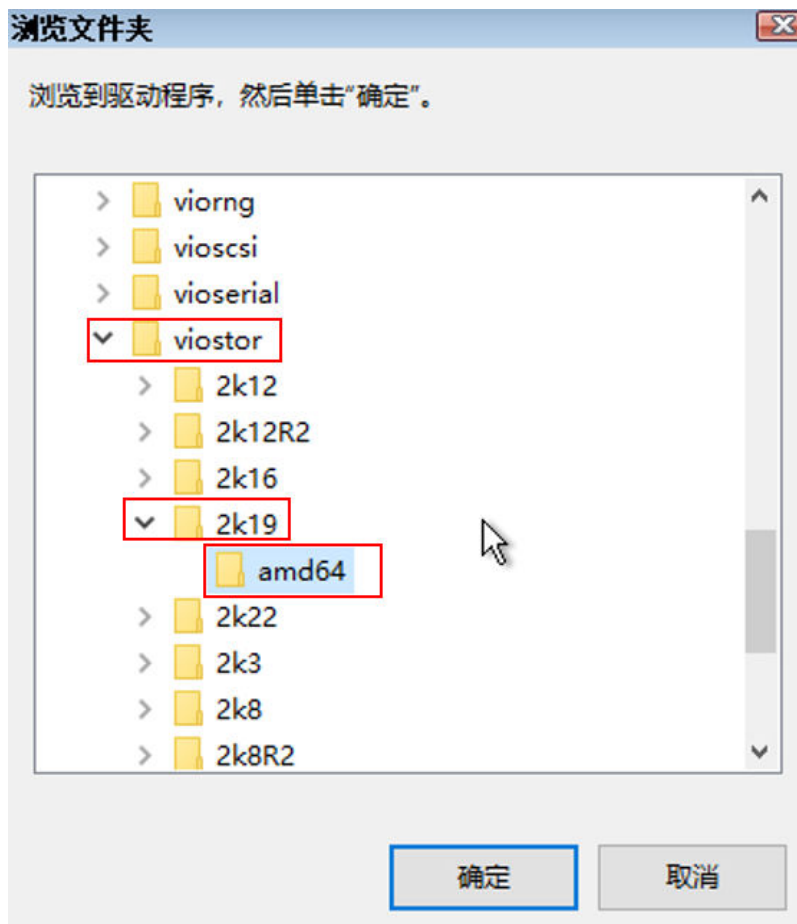 浏览文件夹
浏览到驱动程序，然后单击“确定”。
viorng
vioscsi
vioserial
viostor
2k12
2k12R2
2k16
2k19
amd64
2k22
2k3
2k8
2k8R2
确定
取消